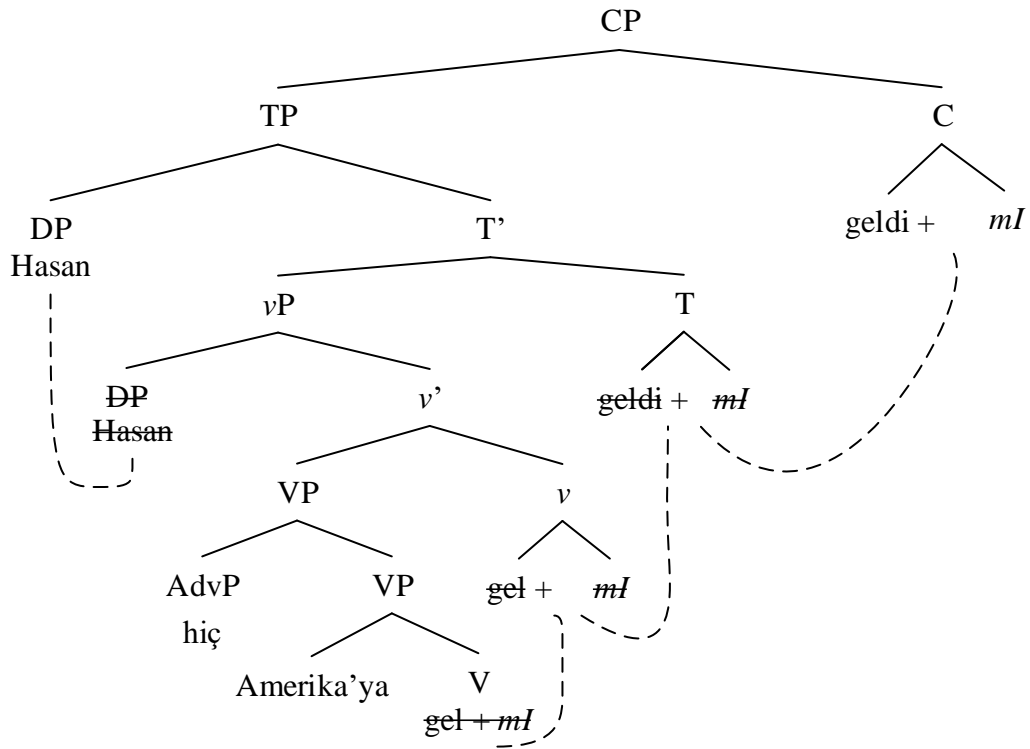 CP
TP C
DP T’ geldi + mI
Hasan
vP T
DP v’ geldi + mI
Hasan
VP v
AdvP VP gel + mI
hiç
Amerika’ya V
gel + mI